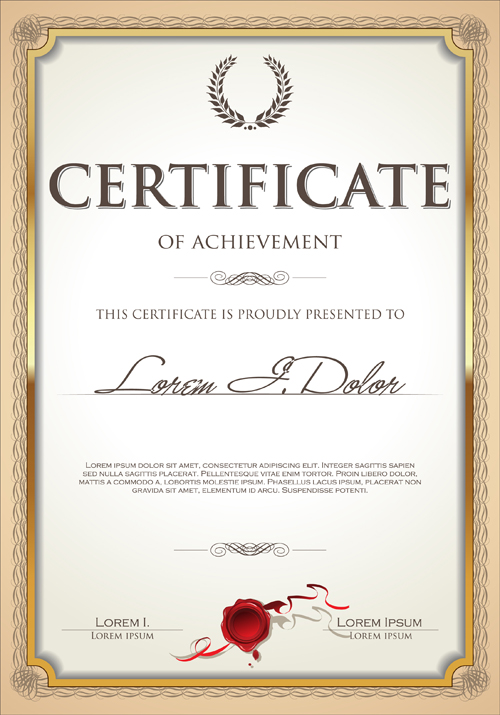 CERTIFICATE
OF ACHIEVEMENT
THIS CERTIFICATE IS PROUDLY PRESENTED TO
Lorem J. Dolor
Lorem ipsum dolor sit amet, consectetur adipiscing elit. Integer sagittis sapien
sed nulla sagittis placerat. Pellentesque vitae enim tortor. Proin libero dolor,
mattis a commodo a, lobortis molestie ipsum. Phasellus lacus ipsum, placerat non
gravida sit amet, elementum id arcu. Suspendisse potenti.
Lorem I.
Lorem ipsum
Lorem Ipsum
Lorem ipsum